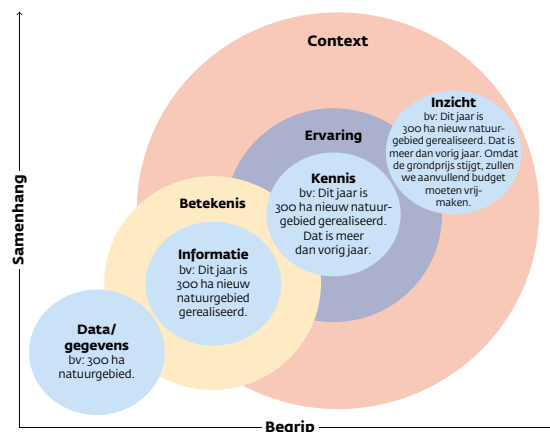 Context
Inzicht
bv: Dit jaar is
300 ha nieuw natuur-
gebied gerealiseerd. Dat is
meer dan vorig jaar. Omdat
de grondprijs stijgt, zullen
we aanvullend budget
moeten vrij-
maken.
Ervaring
Kennis
bv: Dit jaar is
300 ha nieuw natuur-
gebied gerealiseerd.
Dat is meer
dan vorig jaar.
Betekenis
Informatie
bv: Dit jaar is
300 ha nieuw
natuurgebied
gerealiseerd.
Data/
gegevens
bv: 300 ha
natuurgebied.
Samenhang
Begrip